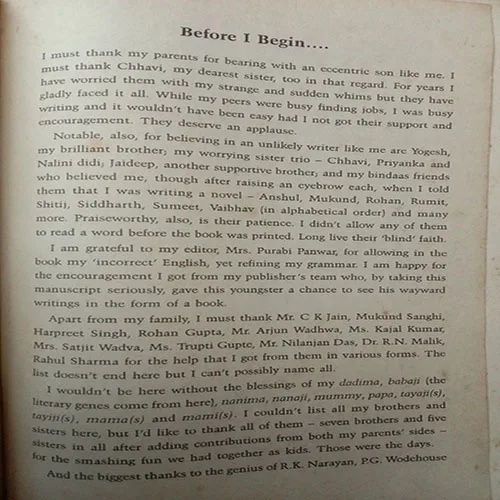 Before I Begin....
I must thank my parents for bearing with an eccentric son like me. I
must thank Chhavi, my dearest sister, too in that regard. For years I
have worried them with my strange and sudden whims but they have
gladly faced it all. While my peers were busy finding jobs, I was busy
writing and it wouldn't have been easy had I not got their support and
encouragement. They deserve an applause.
Notable, also, for believing in an unlikely writer like me are Yogesh,
my brilliant brother; my worrying sister trio – Chhavi, Priyanka and
Nalini didi; Jaideep, another supportive brother; and my bindaas friends
who believed me, though after raising an eyebrow each, when I told
them that I was writing a novel – Anshul, Mukund, Rohan, Rumit,
Shitij, Siddharth, Sumeet, Vaibhav (in alphabetical order) and many
more. Praiseworthy, also, is their patience. I didn't allow any of them
to read a word before the book was printed. Long live their 'blind' faith.
I am grateful to my editor, Mrs. Purabi Panwar, for allowing in the
book my 'incorrect' English, yet refining my grammar. I am happy for
the encouragement I got from my publisher's team who, by taking this
manuscript seriously, gave this youngster a chance to see his wayward
writings in the form of a book.
Apart from my family, I must thank Mr. C K Jain, Mukund Sanghi,
Harpreet Singh, Rohan Gupta, Mr. Arjun Wadhwa, Ms. Kajal Kumar,
Mrs. Satjit Wadva, Ms. Trupti Gupte, Mr. Nilanjan Das, Dr. R.N. Malik,
Rahul Sharma for the help that I got from them in various forms. The
list doesn't end here but I can't possibly name all.
I wouldn't be here without the blessings of my dadima, babaji (the
literary genes come from here), nanima, nanaji, mummy, papa, tayaji(s),
tayiji(s), mama(s) and mami(s). I couldn't list all my brothers and
sisters here, but I'd like to thank all of them – seven brothers and five
sisters in all after adding contributions from both my parents' sides –
for the smashing fun we had together as kids. Those were the days.
And the biggest thanks to the genius of R.K. Narayan, P.G. Wodehouse